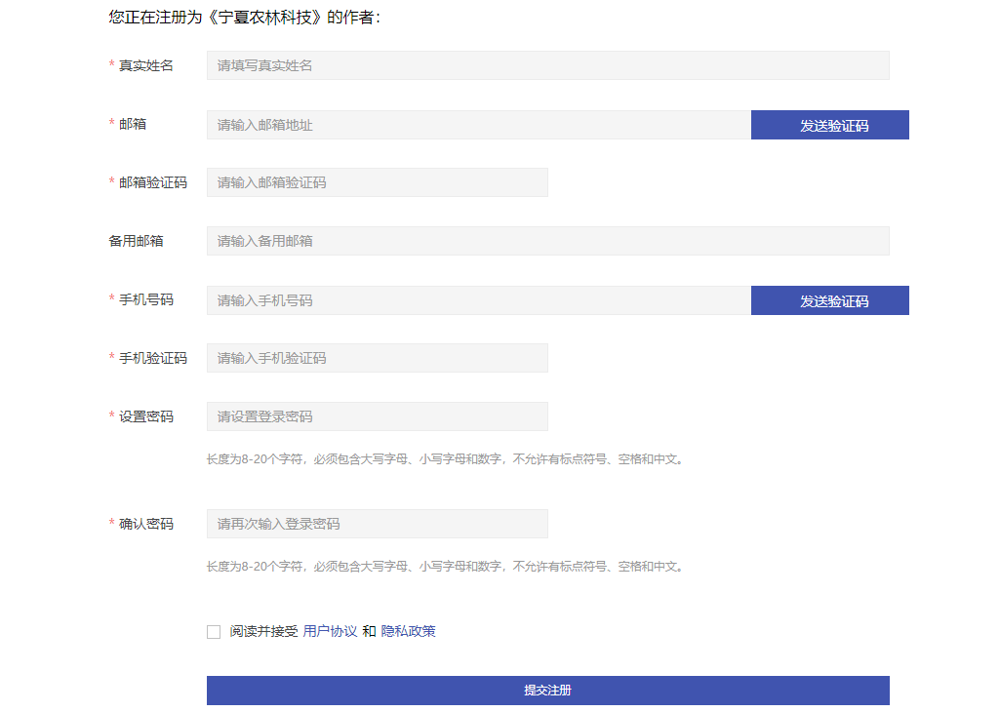 您正在注册为《宁夏农林科技》的作者：
* 真实姓名 请填写真实姓名
* 邮箱 请输入邮箱地址 发送验证码
* 邮箱验证码 请输入邮箱验证码
备用邮箱 请输入备用邮箱
* 手机号码 请输入手机号码 发送验证码
* 手机验证码 请输入手机验证码
* 设置密码 请设置登录密码
长度为8-20个字符，必须包含大写字母、小写字母和数字，不允许有标点符号、空格和中文。
* 确认密码 请再次输入登录密码
长度为8-20个字符，必须包含大写字母、小写字母和数字，不允许有标点符号、空格和中文。
阅读并接受 用户协议 和 隐私政策
提交注册